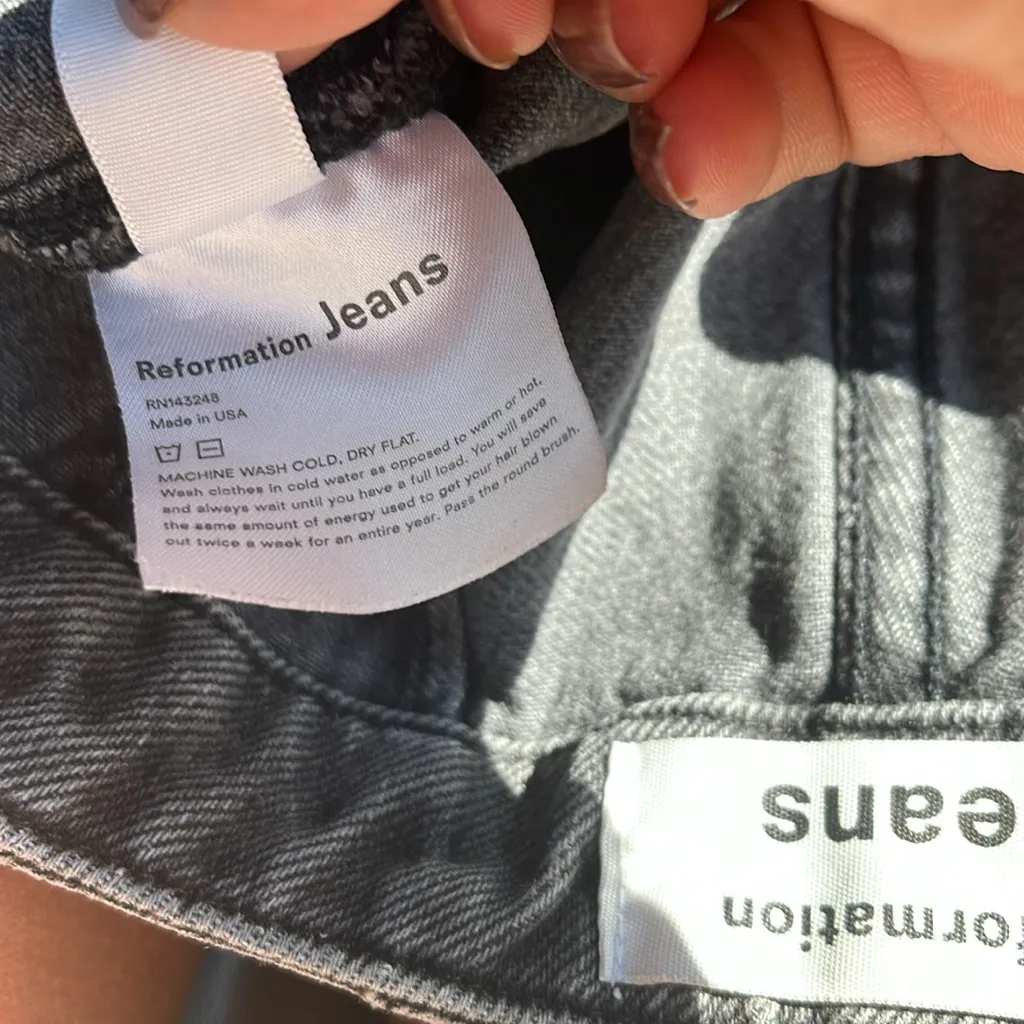 Reformation Jeans
RN143248
Made in USA
MACHINE WASH COLD, DRY FLAT.
Wash clothes in cold water as opposed to warm or hot,
and always wait until you have a full load. You will save
the same amount of energy used to get your hair blown
out twice a week for an entire year. Pass the round brush.
eans
formation